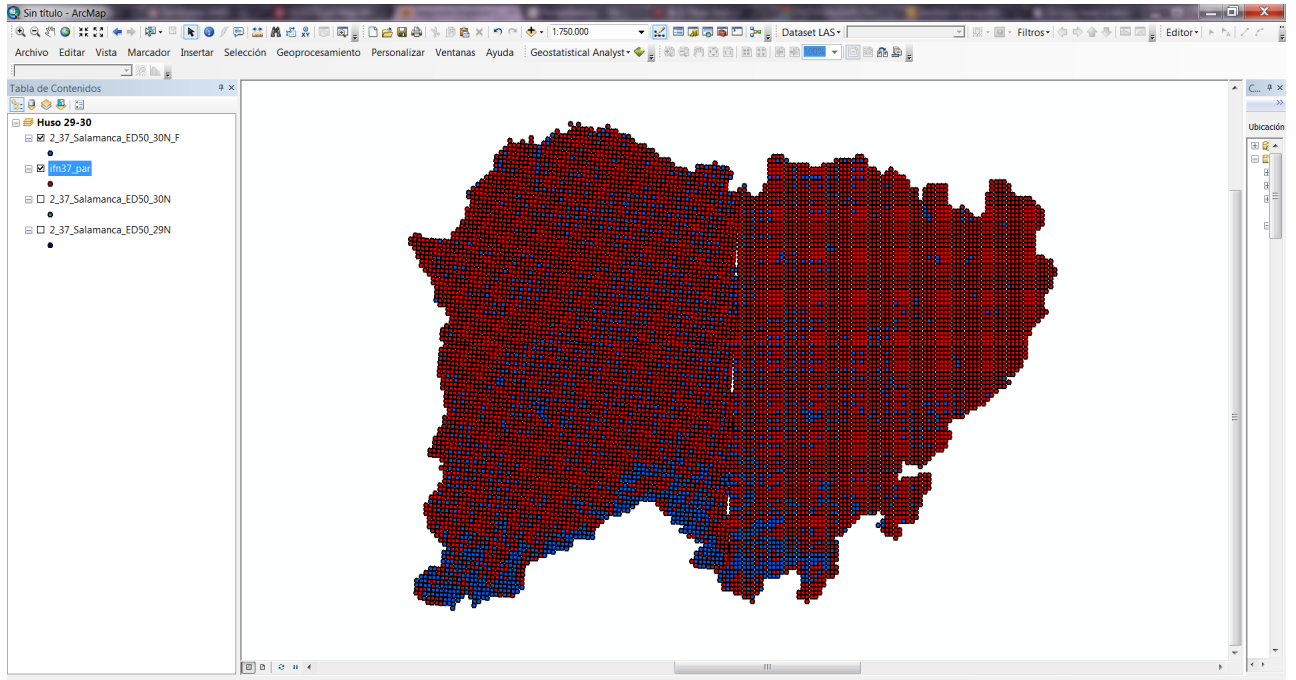 Sin título - ArcMap
1:750.000
Dataset LAS
Filtros
Editor
Archivo Editar Vista Marcador Insertar Selección Geoprocesamiento Personalizar Ventanas Ayuda
Geostatistical Analyst
100%
Tabla de Contenidos
C...
Huso 29-30
2_37_Salamanca_ED50_30N_F
ifn37_par
2_37_Salamanca_ED50_30N
2_37_Salamanca_ED50_29N
Ubicación